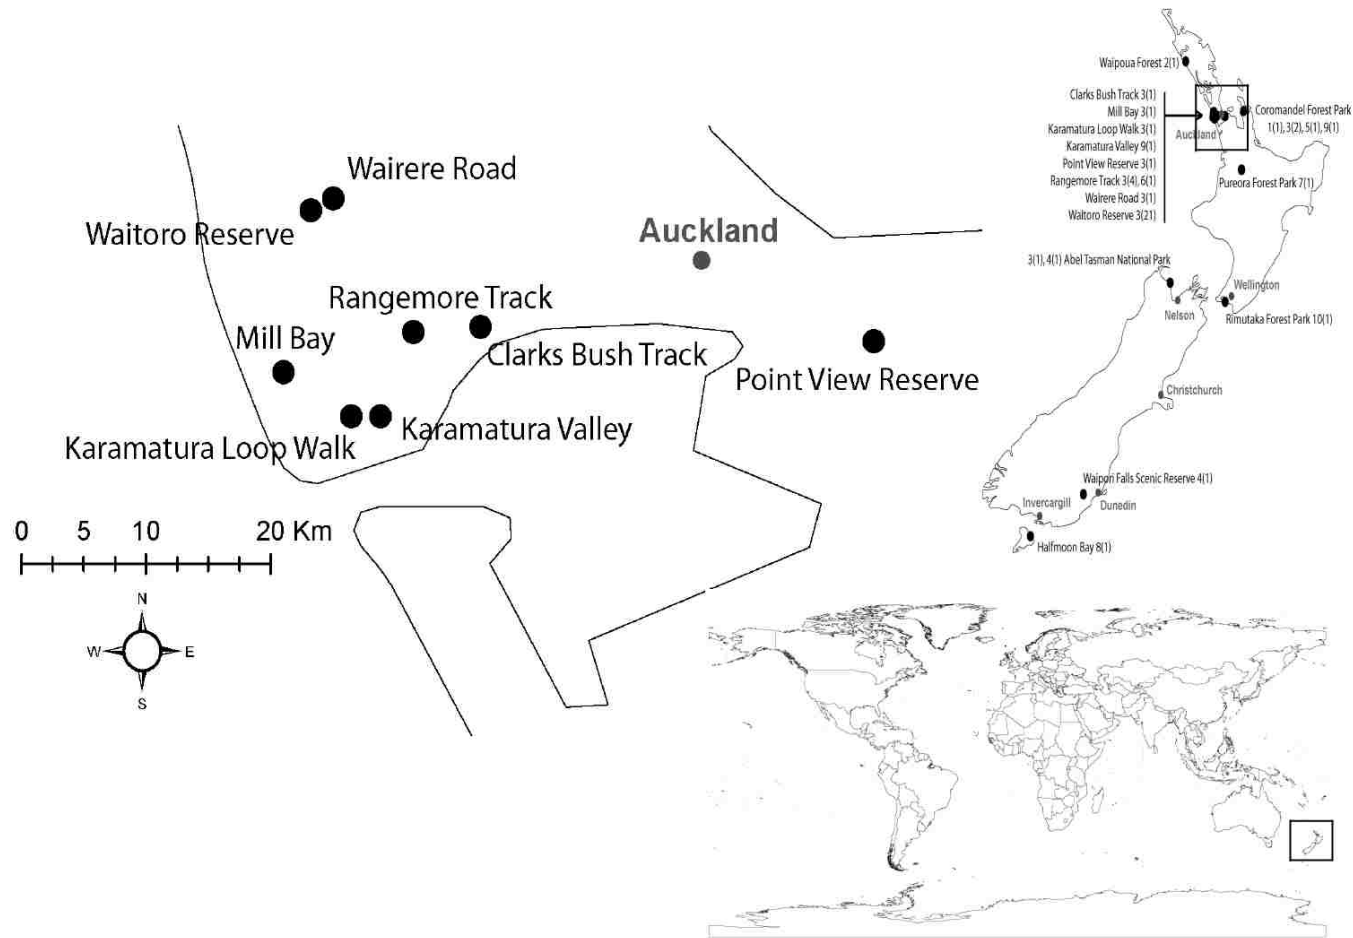 Wairere Road
Waitoro Reserve
Auckland
Rangemore Track
Mill Bay
Clarks Bush Track
Point View Reserve
Karamatura Loop Walk
Karamatura Valley
0 5 10 20 Km
N
W E
S
Waipoua Forest 2(1)
Clarks Bush Track 3(1)
Mill Bay 3(1)
Karamatura Loop Walk 3(1)
Karamatura Valley 9(1)
Point View Reserve 3(1)
Rangemore Track 3(4), 6(1)
Wairere Road 3(1)
Waitoro Reserve 3(21)
Auckland
Coromandel Forest Park
1(1), 3(2), 5(1), 9(1)
Pureora Forest Park 7(1)
3(1), 4(1) Abel Tasman National Park
Wellington
Nelson
Rimutaka Forest Park 10(1)
Christchurch
Waipori Falls Scenic Reserve 4(1)
Invercargill
Dunedin
Halfmoon Bay 8(1)